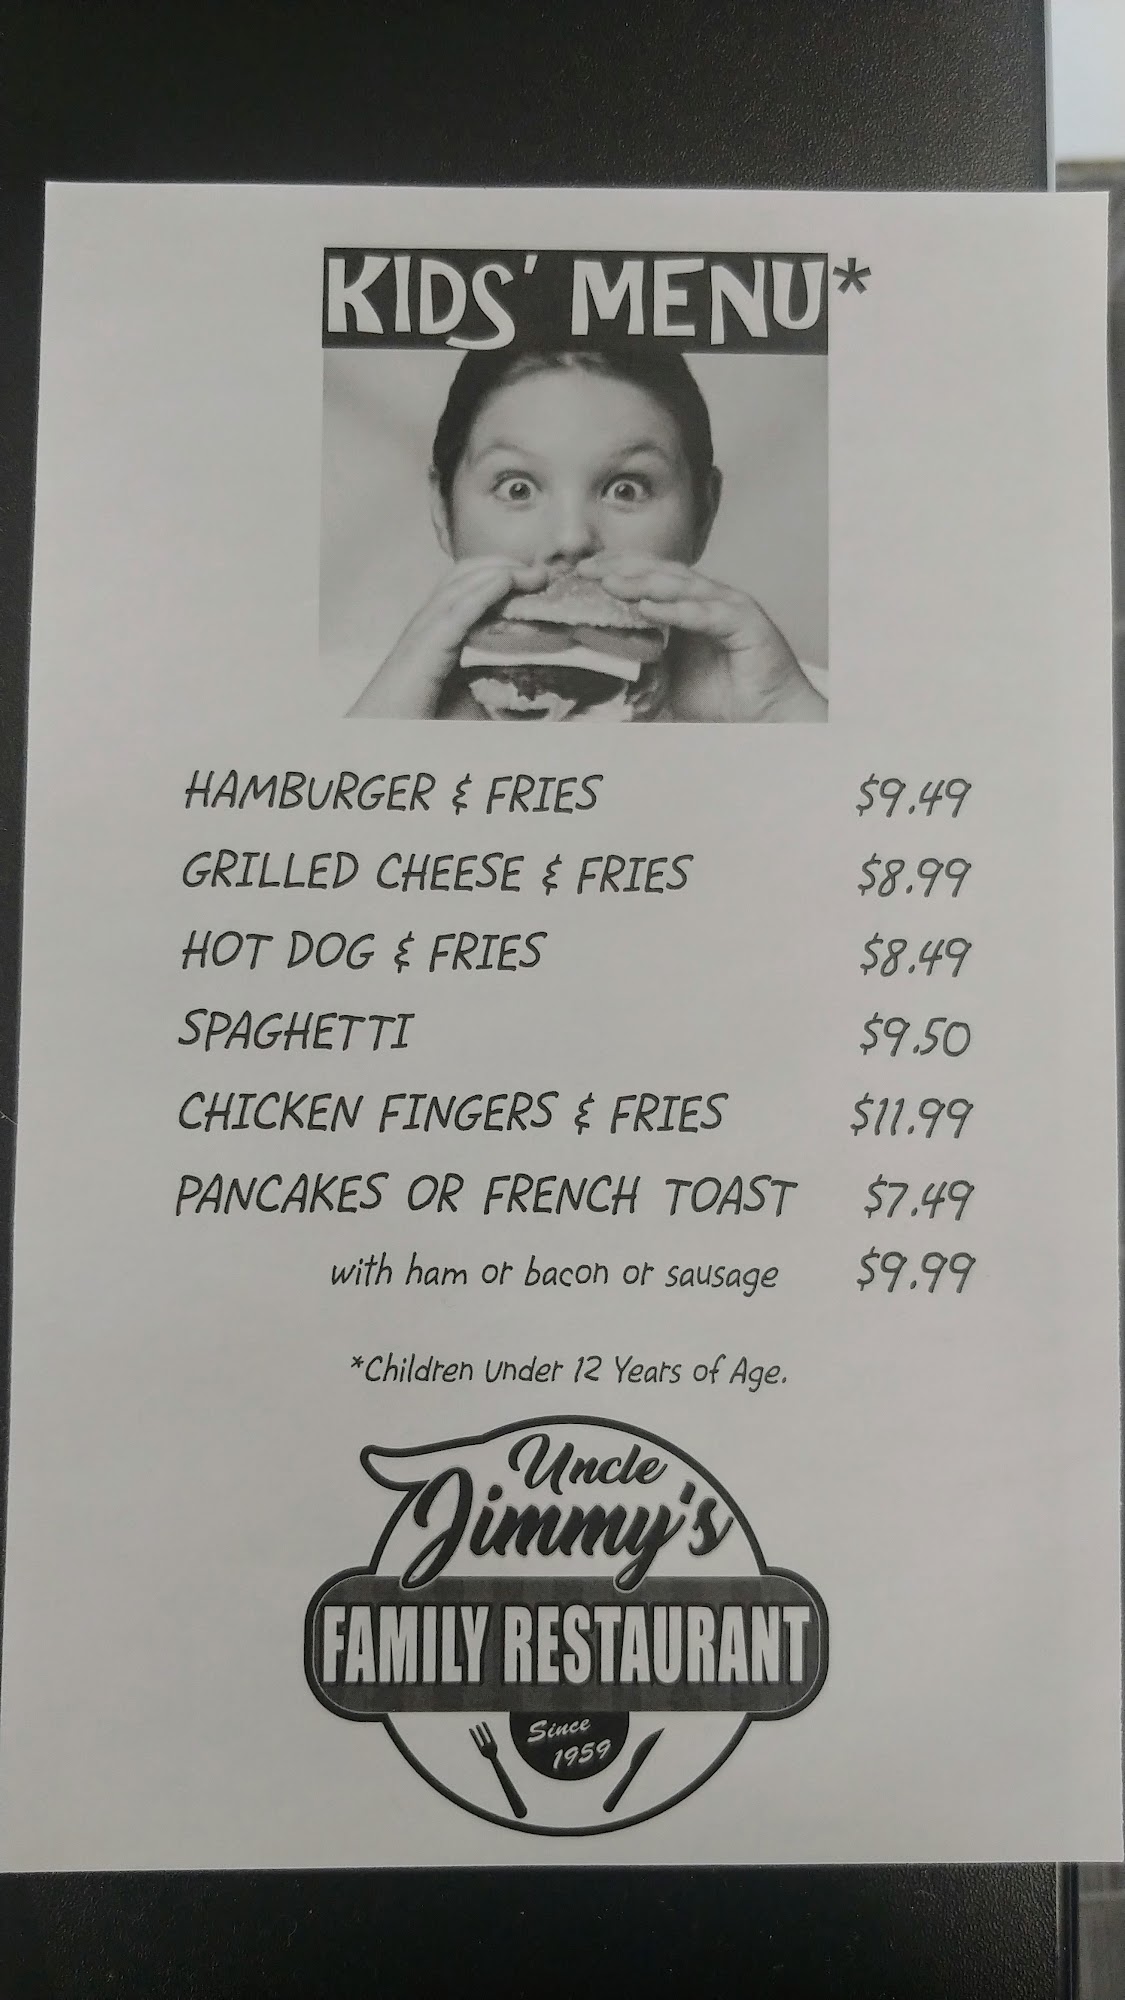 KIDS' MENU*
HAMBURGER & FRIES $9.49
GRILLED CHEESE & FRIES $8.99
HOT DOG & FRIES $8.49
SPAGHETTI $9.50
CHICKEN FINGERS & FRIES $11.99
PANCAKES OR FRENCH TOAST $7.49
with ham or bacon or sausage $9.99
*Children Under 12 Years of Age.
Uncle
Jimmy's
FAMILY RESTAURANT
Since
1959